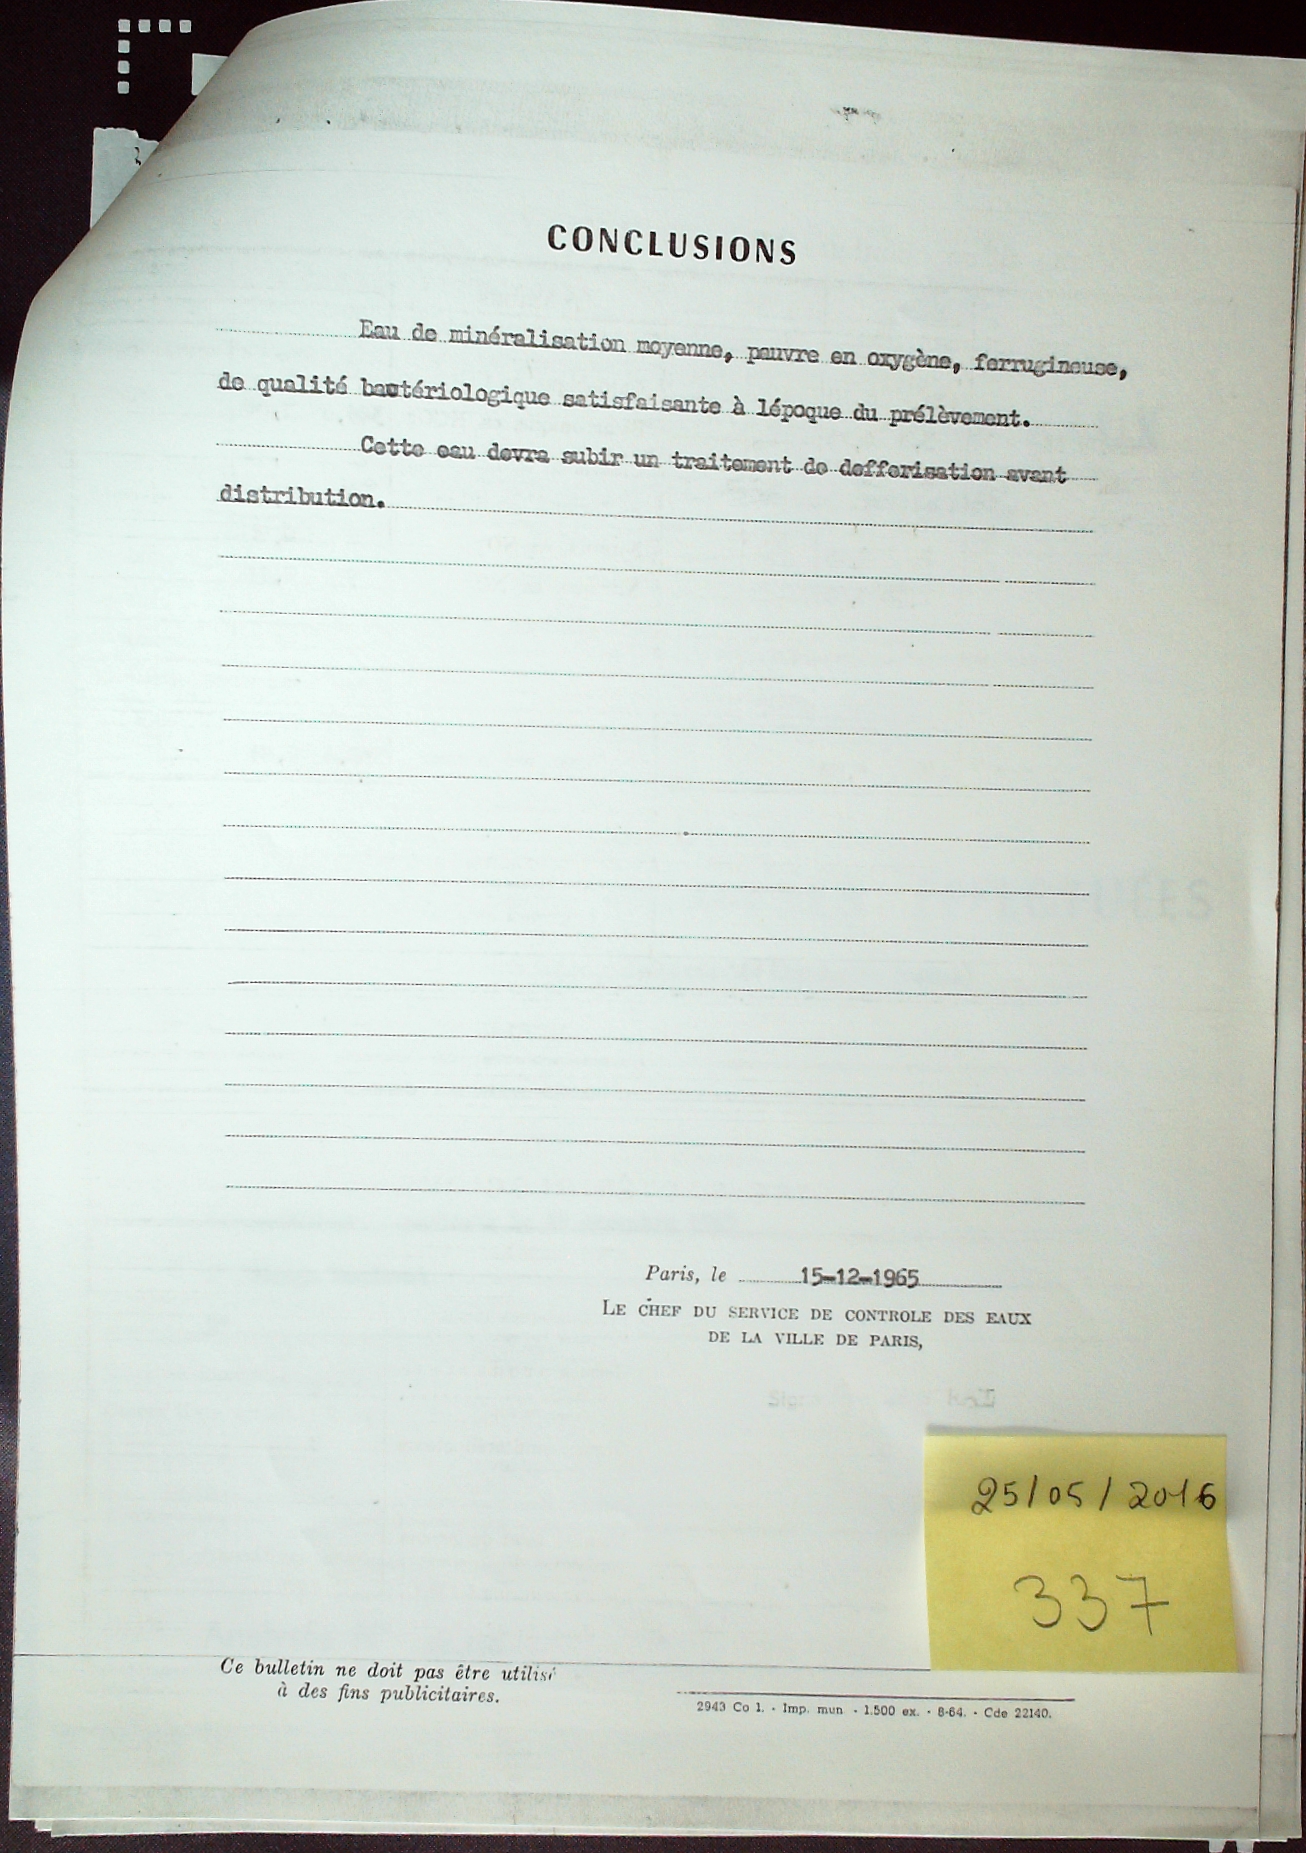 CONCLUSIONS
Eau de minéralisation moyenne, pauvre en oxygène, ferrugineuse,
de qualité bactériologique satisfaisante à lépoque du prélèvement.
Cette eau devra subir un traitement de defferisation avant
distribution.
Paris, le 15-12-1965
LE CHEF DU SERVICE DE CONTROLE DES EAUX
DE LA VILLE DE PARIS,
25/05/2016
337
Ce bulletin ne doit pas être utilisé
à des fins publicitaires.
2943 Co 1. - Imp. mun - 1.500 ex. - 8-64. - Cde 22140.